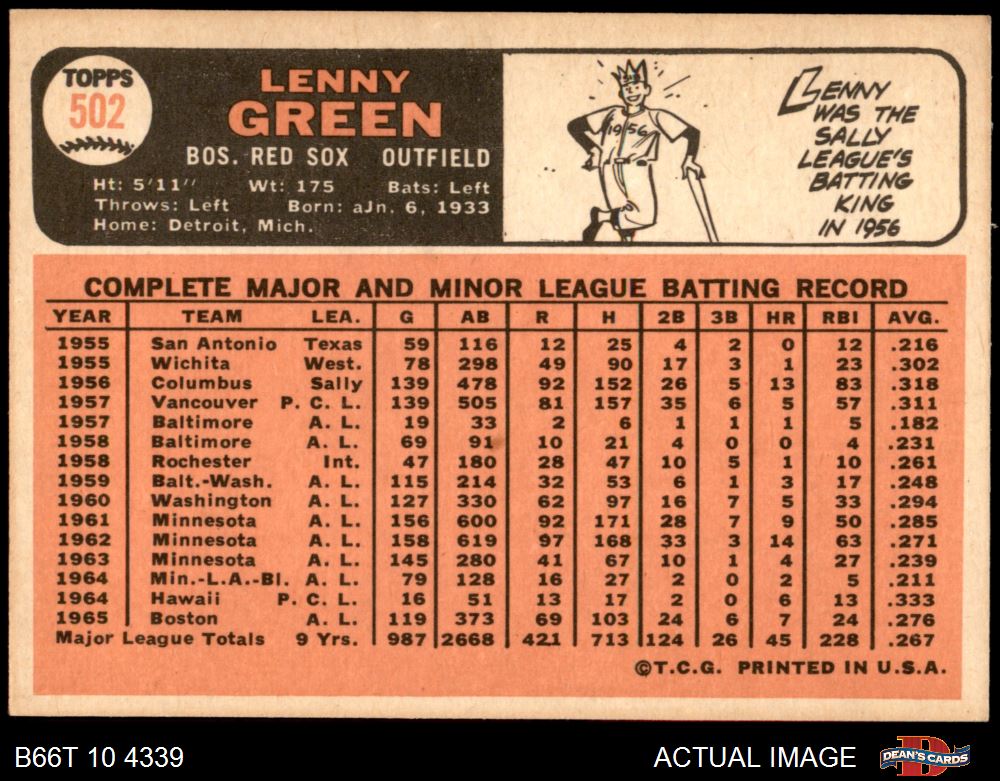 TOPPS
502
LENNY
GREEN
BOS. RED SOX OUTFIELD
Ht: 5'11" Wt: 175 Bats: Left
Throws: Left Born: aJn. 6, 1933
Home: Detroit, Mich.
1956
LENNY
WAS THE
SALLY
LEAGUE'S
BATTING
KING
IN 1956
COMPLETE MAJOR AND MINOR LEAGUE BATTING RECORD
YEAR TEAM LEA. G AB R H 2B 3B HR RBI AVG.
1955 San Antonio Texas 59 116 12 25 4 2 0 12 .216
1955 Wichita West. 78 298 49 90 17 3 1 23 .302
1956 Columbus Sally 139 478 92 152 26 5 13 83 .318
1957 Vancouver P. C. L. 139 505 81 157 35 6 5 57 .311
1957 Baltimore A. L. 19 33 2 6 1 1 1 5 .182
1958 Baltimore A. L. 69 91 10 21 4 0 0 4 .231
1958 Rochester Int. 47 180 28 47 10 5 1 10 .261
1959 Balt.-Wash. A. L. 115 214 32 53 6 1 3 17 .248
1960 Washington A. L. 127 330 62 97 16 7 5 33 .294
1961 Minnesota A. L. 156 600 92 171 28 7 9 50 .285
1962 Minnesota A. L. 158 619 97 168 33 3 14 63 .271
1963 Minnesota A. L. 145 280 41 67 10 1 4 27 .239
1964 Min.-L.A.-Bl. A. L. 79 128 16 27 2 0 2 5 .211
1964 Hawaii P. C. L. 16 51 13 17 2 0 6 13 .333
1965 Boston A. L. 119 373 69 103 24 6 7 24 .276
Major League Totals 9 Yrs. 987 2668 421 713 124 26 45 228 .267
©T.C.G. PRINTED IN U.S.A.
B66T 10 4339
ACTUAL IMAGE
DEAN'S CARDS